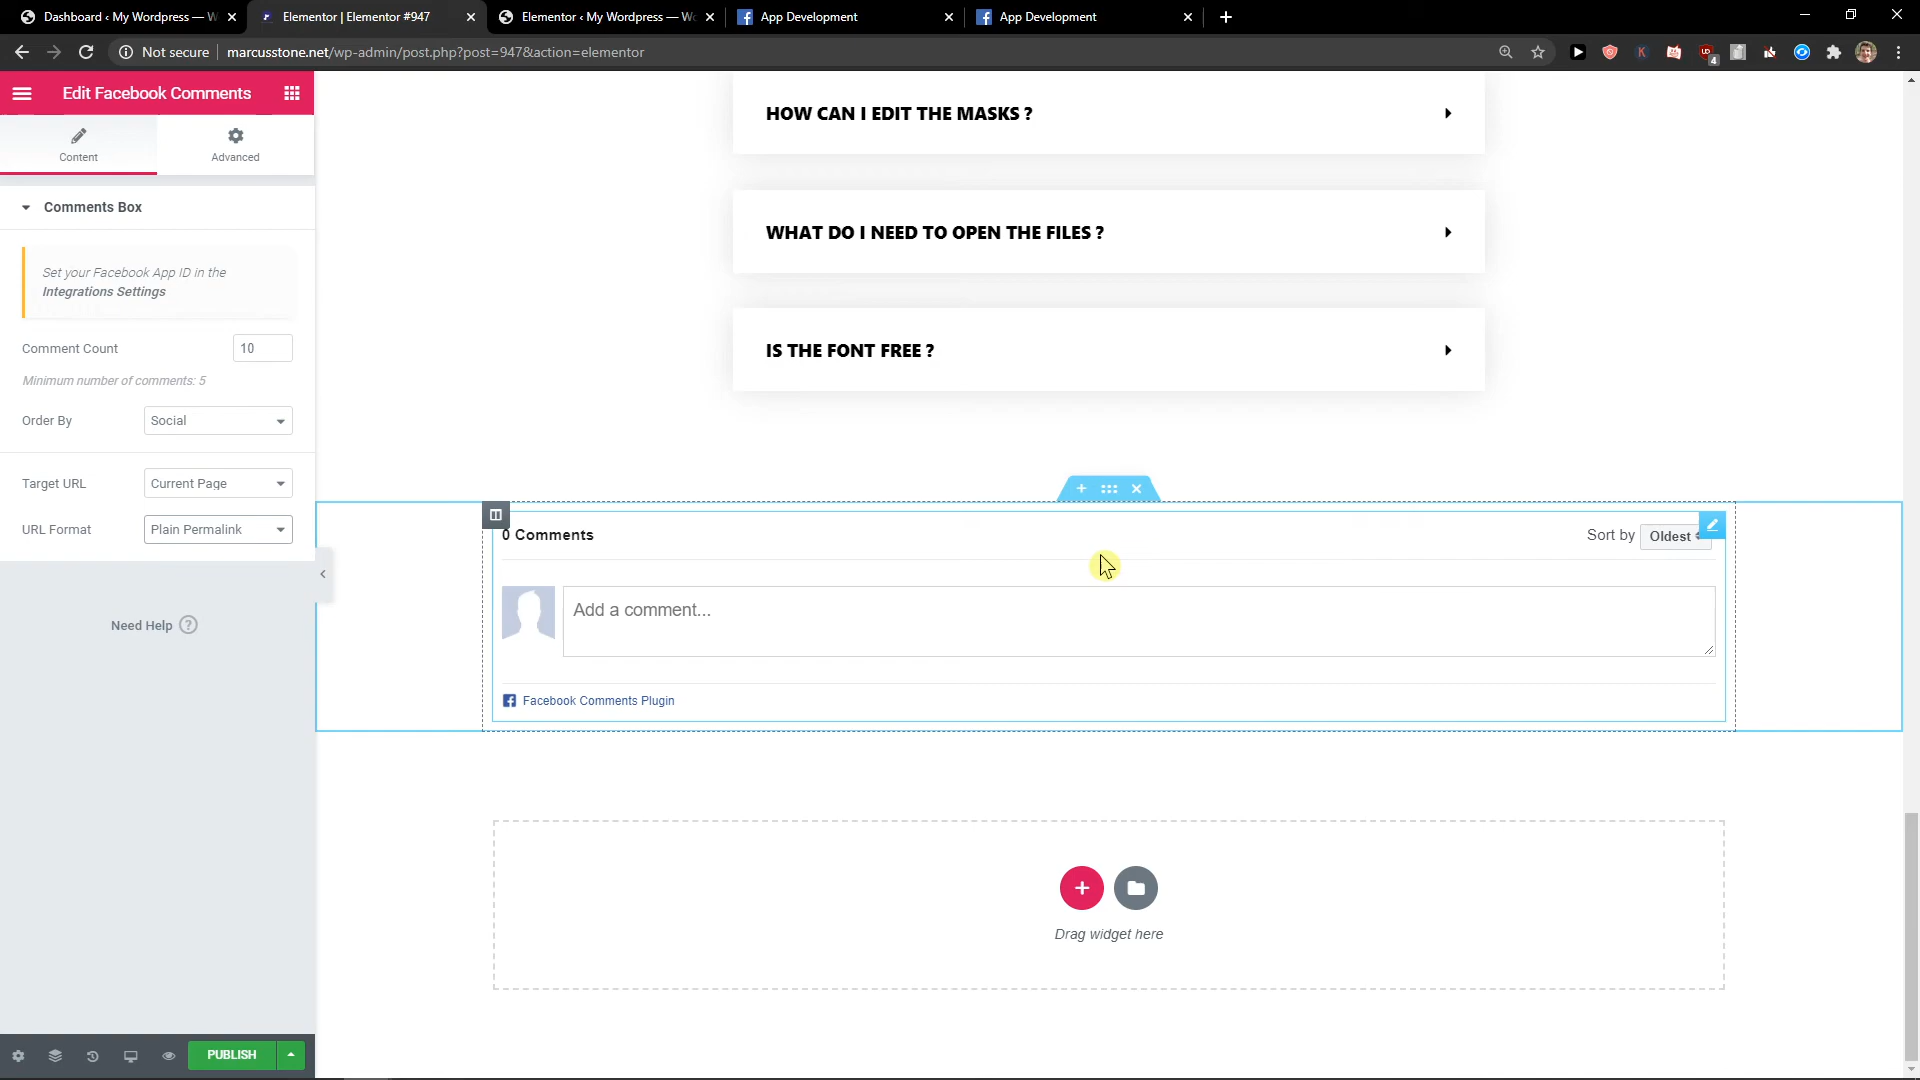 Dashboard ‹ My Wordpress — W
Elementor | Elementor #947
Elementor ‹ My Wordpress — Wo
App Development
App Development
Not secure
marcusstone.net/wp-admin/post.php?post=947&action=elementor
4
Edit Facebook Comments
Content
Advanced
Comments Box
Set your Facebook App ID in the
Integrations Settings
Comment Count
10
Minimum number of comments: 5
Order By
Social
Target URL
Current Page
URL Format
Plain Permalink
Need Help
PUBLISH
HOW CAN I EDIT THE MASKS ?
WHAT DO I NEED TO OPEN THE FILES ?
IS THE FONT FREE ?
0 Comments
Sort by
Oldest
Add a comment...
Facebook Comments Plugin
Drag widget here